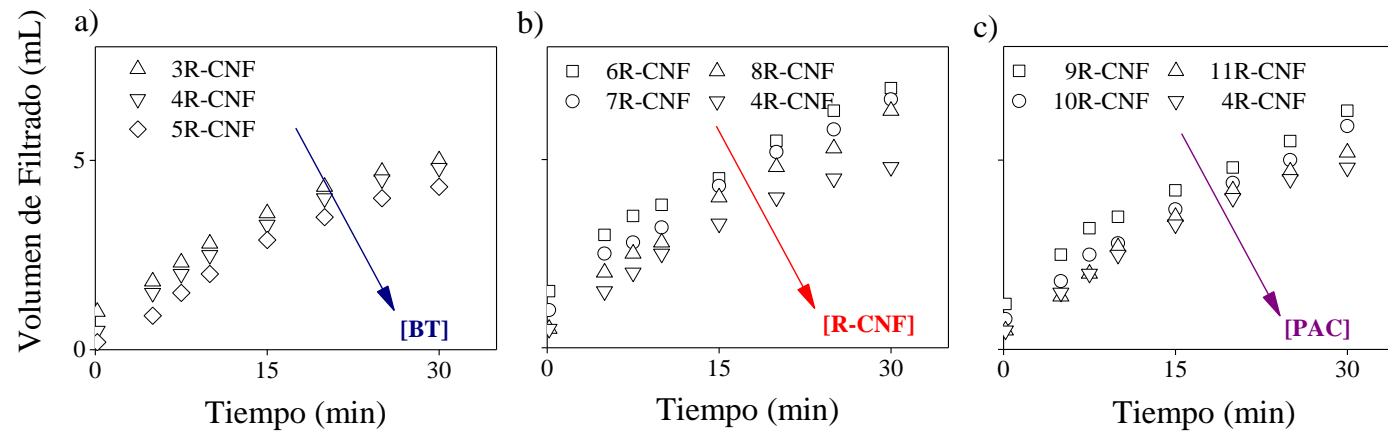 a)
Volumen de Filtrado (mL)
3R-CNF
4R-CNF
5R-CNF
5
0
[BT]
0 15 30
Tiempo (min)
b)
6R-CNF 8R-CNF
7R-CNF 4R-CNF
[R-CNF]
0 15 30
Tiempo (min)
c)
9R-CNF 11R-CNF
10R-CNF 4R-CNF
[PAC]
0 15 30
Tiempo (min)